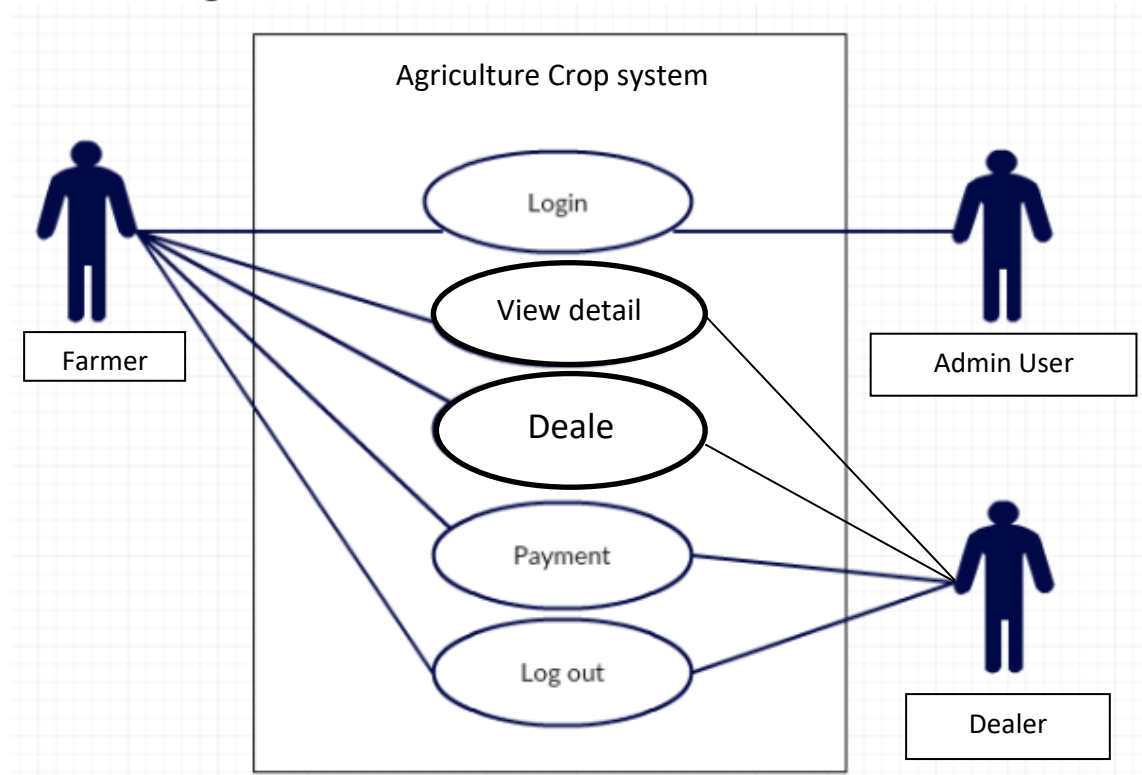 Agriculture Crop system
Login
View detail
Farmer
Admin User
Deale
Payment
Log out
Dealer